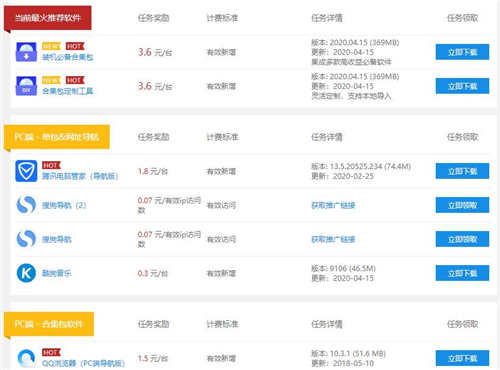 当前最火推荐软件 任务奖励 计费标准 任务详情 任务领取
NEW HOT
装机必备合集包 3.6 元/台 有效新增 版本: 2020.04.15 (369MB) 立即下载
更新: 2020-04-15
集成多款高收益必备软件
NEW HOT
合集包定制工具 3.6 元/台 有效新增 版本: 2020.04.15 (369MB) 立即下载
DIY
更新: 2020-04-15
灵活定制、支持本地导入
PC端 - 单包&网址导航 任务奖励 计费标准 任务详情 任务领取
HOT
腾讯电脑管家（导航版） 1.8 元/台 有效新增 版本: 13.5.20525.234 (74.4M) 立即下载
更新: 2020-02-25
搜狗导航（2） 0.07 元/有效ip访问数 有效访问 获取推广链接 立即领取
搜狗导航 0.07 元/有效ip访问数 有效访问 获取推广链接 立即领取
酷狗音乐 0.3 元/台 有效新增 版本: 9106 (46.5M) 立即下载
更新: 2020-04-15
PC端 - 合集包软件 任务奖励 计费标准 任务详情 任务领取
HOT
QQ浏览器（PC端导航版） 1.5 元/台 有效新增 版本: 10.3.1 (51.6 MB) 立即下载
更新: 2018-05-10